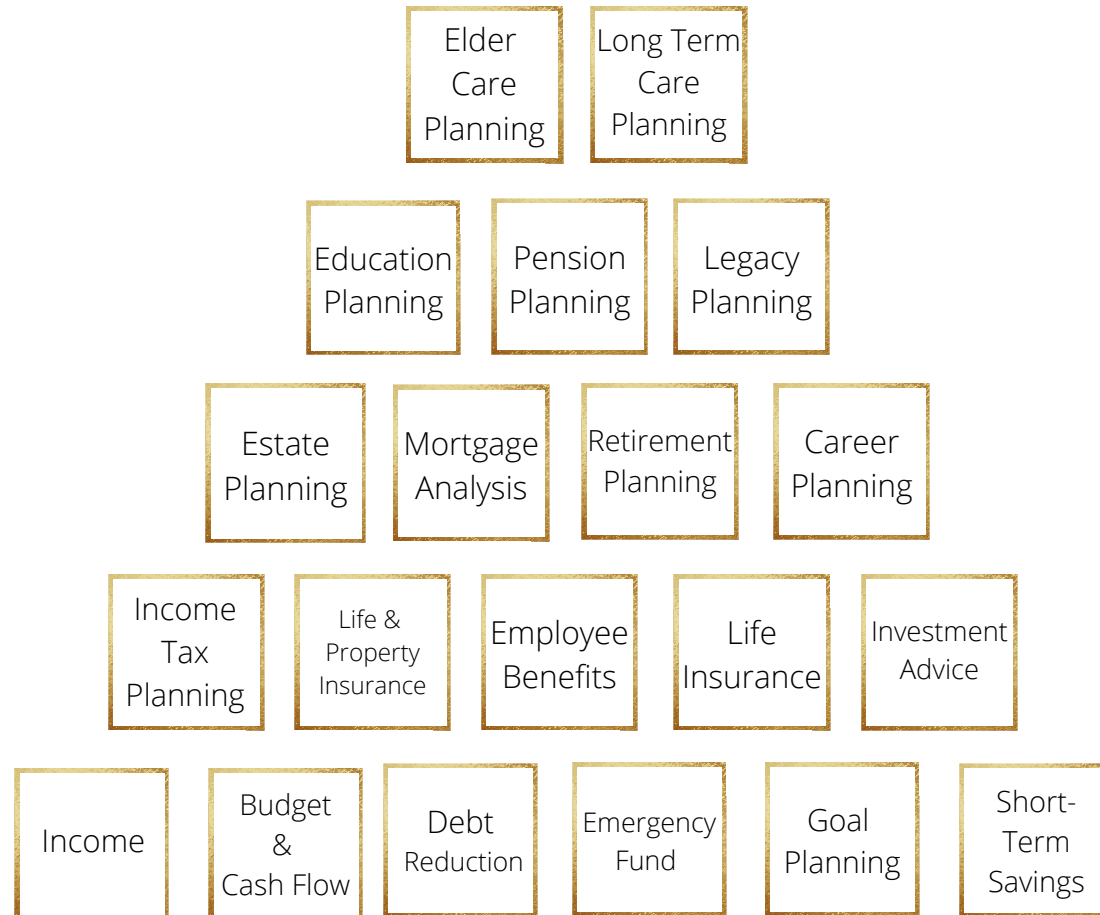 Elder
Care
Planning
Long Term
Care
Planning
Education
Planning
Pension
Planning
Legacy
Planning
Estate
Planning
Mortgage
Analysis
Retirement
Planning
Career
Planning
Income
Tax
Planning
Life &
Property
Insurance
Employee
Benefits
Life
Insurance
Investment
Advice
Income
Budget
&
Cash Flow
Debt
Reduction
Emergency
Fund
Goal
Planning
Short-
Term
Savings